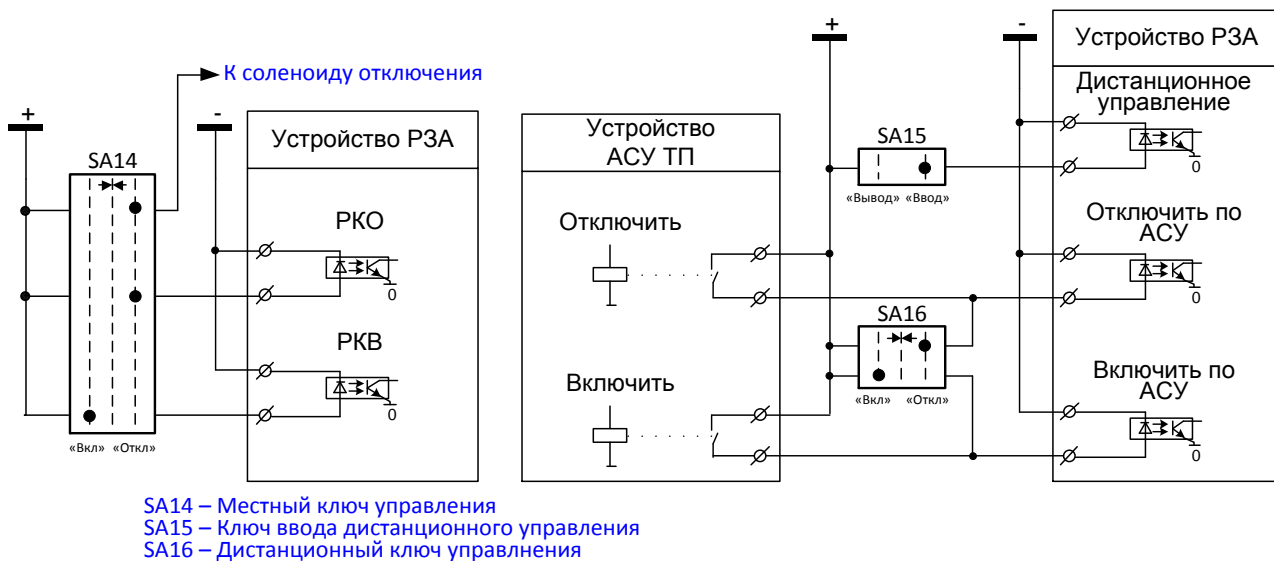 К соленоиду отключения
+
-
SA14
«Вкл» «Откл»
Устройство РЗА
РКО
0
РКВ
0
Устройство
АСУ ТП
Отключить
Включить
+
SA15
«Вывод» «Ввод»
SA16
«Вкл» «Откл»
-
Устройство РЗА
Дистанционное
управление
0
Отключить по
АСУ
0
Включить по
АСУ
0
SA14 – Местный ключ управления
SA15 – Ключ ввода дистанционного управления
SA16 – Дистанционный ключ управлнения